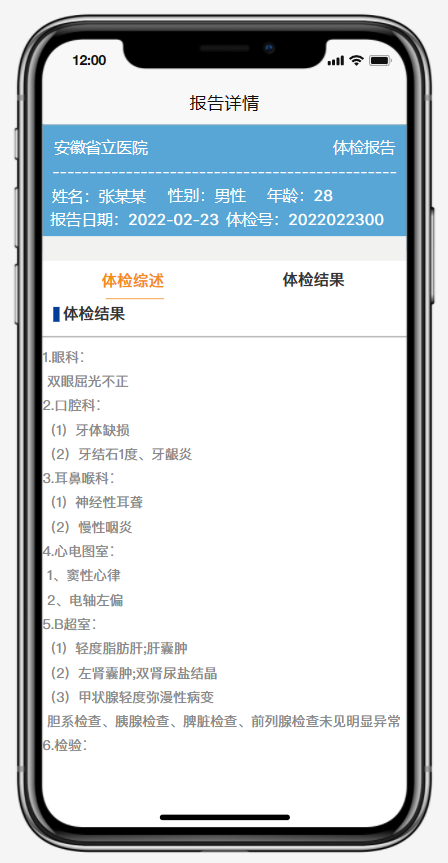 12:00
报告详情
安徽省立医院 体检报告
姓名：张某某 性别：男性 年龄：28
报告日期：2022-02-23 体检号：2022022300
体检综述 体检结果
体检结果
1.眼科：
双眼屈光不正
2.口腔科：
（1）牙体缺损
（2）牙结石1度、牙龈炎
3.耳鼻喉科：
（1）神经性耳聋
（2）慢性咽炎
4.心电图室：
1、窦性心律
2、电轴左偏
5.B超室：
（1）轻度脂肪肝;肝囊肿
（2）左肾囊肿;双肾尿盐结晶
（3）甲状腺轻度弥漫性病变
胆系检查、胰腺检查、脾脏检查、前列腺检查未见明显异常
6.检验：